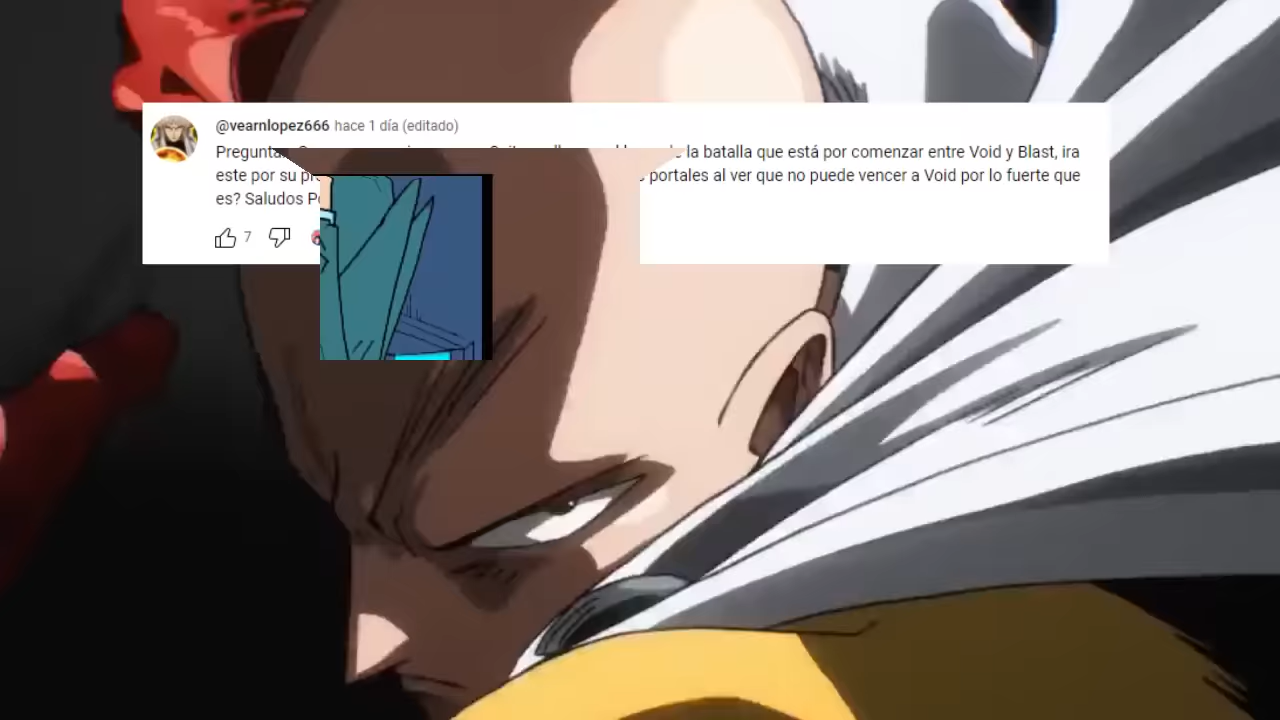 @vearnlopez666 hace 1 día (editado)
la batalla que está por comenzar entre Void y Blast, ira
este por su portales al ver que no puede vencer a Void por lo fuerte que
es? Saludos
7